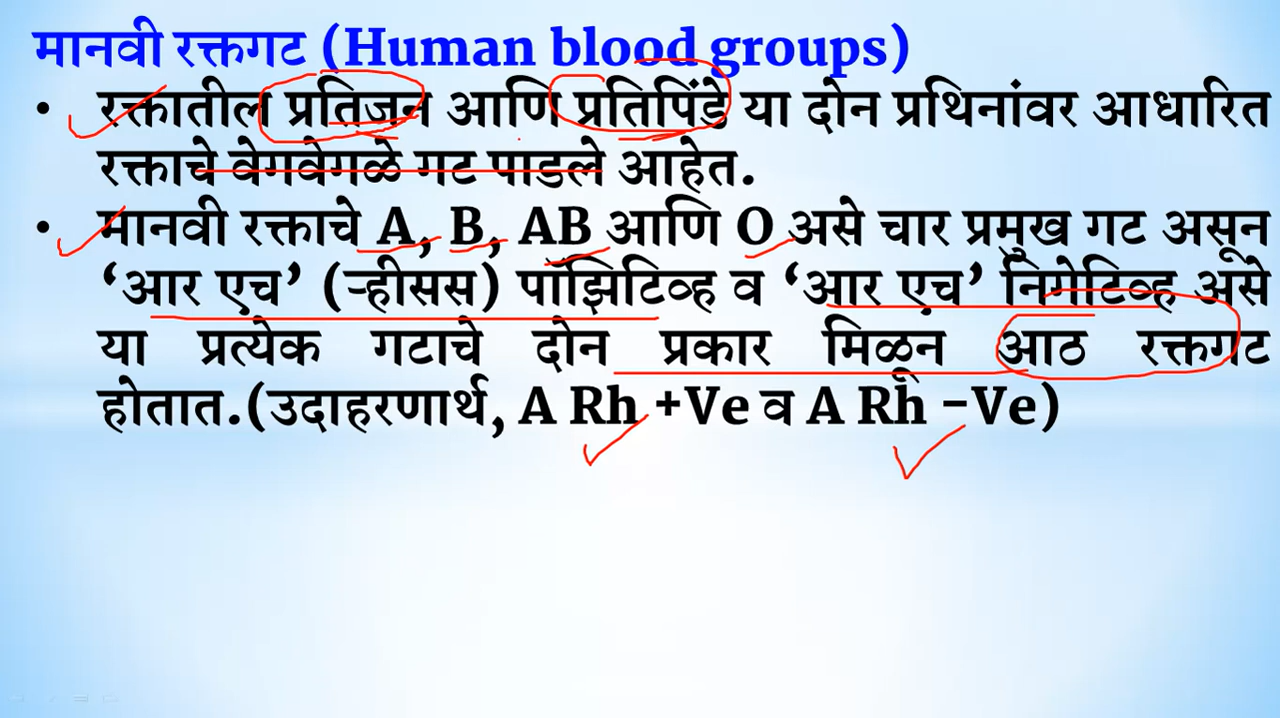 मानवी रक्तगट (Human blood groups)
• रक्तातील प्रतिजन आणि प्रतिपिंडे या दोन प्रथिनांवर आधारित
रक्ताचे वेगवेगळे गट पाडले आहेत.
• मानवी रक्ताचे A, B, AB आणि O असे चार प्रमुख गट असून
‘आर एच’ (ऱ्हीसस) पॉझिटिव्ह व ‘आर एच’ निगेटिव्ह असे
या प्रत्येक गटाचे दोन प्रकार मिळून आठ रक्तगट
होतात.(उदाहरणार्थ, A Rh +Ve व A Rh −Ve)